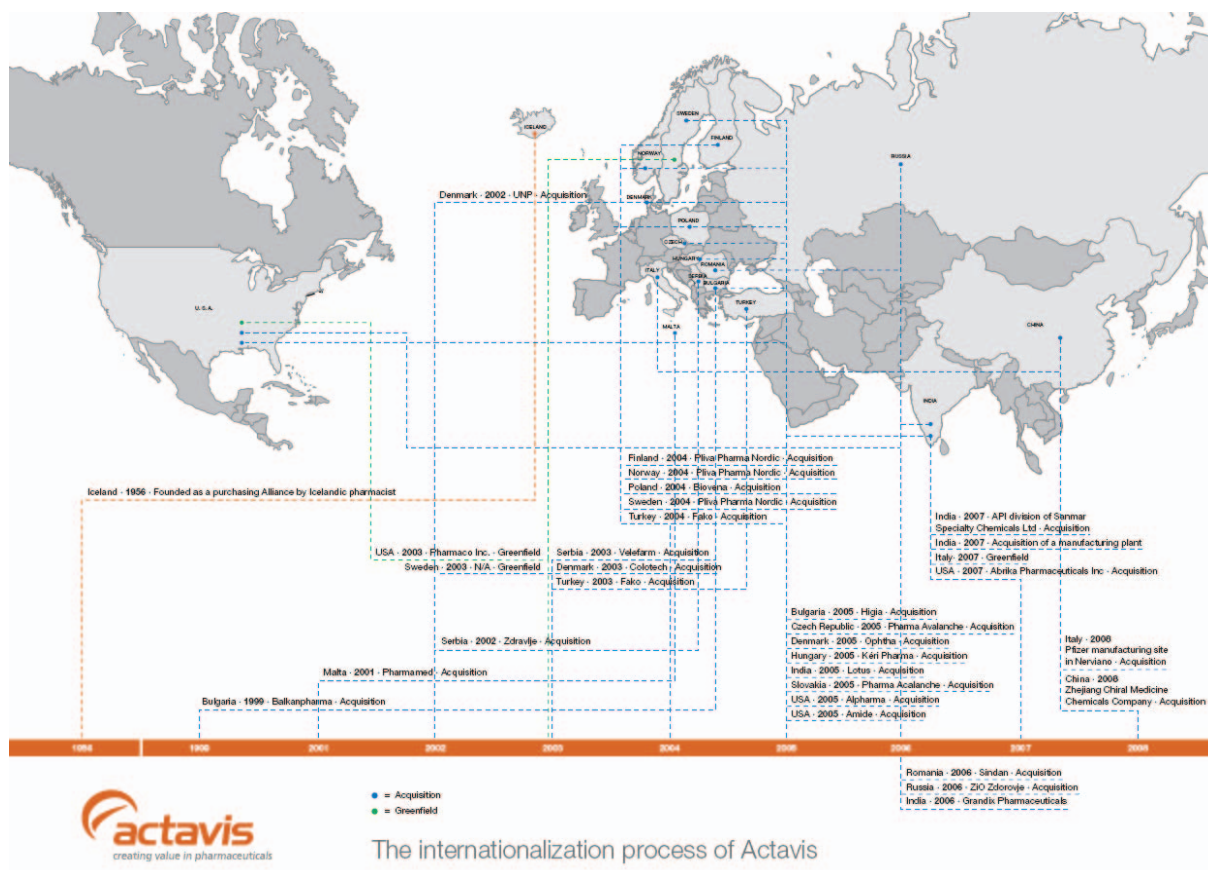 ICELAND
SWEDEN
FINLAND
NORWAY
RUSSIA
DENMARK
Denmark · 2002 · UNP · Acquisition
POLAND
CZECH
HUNGARY
ROMANIA
ITALY
SERBIA
BULGARIA
TURKEY
U.S.A.
MALTA
CHINA
INDIA
Finland · 2004 · Pliva Pharma Nordic · Acquisition
Norway · 2004 · Pliva Pharma Nordic · Acquisition
Poland · 2004 · Biovena · Acquisition
Sweden · 2004 · Pliva Pharma Nordic · Acquisition
Turkey · 2004 · Fako · Acquisition
Iceland · 1956 · Founded as a purchasing Alliance by Icelandic pharmacist
India · 2007 · API division of Sanmar
Specialty Chemicals Ltd · Acquisition
India · 2007 · Acquisition of a manufacturing plant
Italy · 2007 · Greenfield
USA · 2007 · Abrika Pharmaceuticals Inc · Acquisition
USA · 2003 · Pharmaco Inc. · Greenfield
Sweden · 2003 · N/A · Greenfield
Serbia · 2003 · Velefarm · Acquisition
Denmark · 2003 · Colotech · Acquisition
Turkey · 2003 · Fako · Acquisition
Bulgaria · 2005 · Higia · Acquisition
Czech Republic · 2005 · Pharma Avalanche · Acquisition
Denmark · 2005 · Ophtha · Acquisition
Hungary · 2005 · Kéri Pharma · Acquisition
India · 2005 · Lotus · Acquisition
Slovakia · 2005 · Pharma Acalanche · Acquisition
USA · 2005 · Alpharma · Acquisition
USA · 2005 · Amide · Acquisition
Serbia · 2002 · Zdravlje · Acquisition
Malta · 2001 · Pharmamed · Acquisition
Bulgaria · 1999 · Balkanpharma · Acquisition
Italy · 2008
Pfizer manufacturing site
in Nerviano · Acquisition
China · 2008
Zhejiang Chiral Medicine
Chemicals Company · Acquisition
1956 2001 2002 2003 2004 2005 2006 2007 2008
Romania · 2006 · Sindan · Acquisition
Russia · 2006 · ZiO Zdorovje · Acquisition
India · 2006 · Grandix Pharmaceuticals
= Acquisition
= Greenfield
actavis
creating value in pharmaceuticals
The internationalization process of Actavis